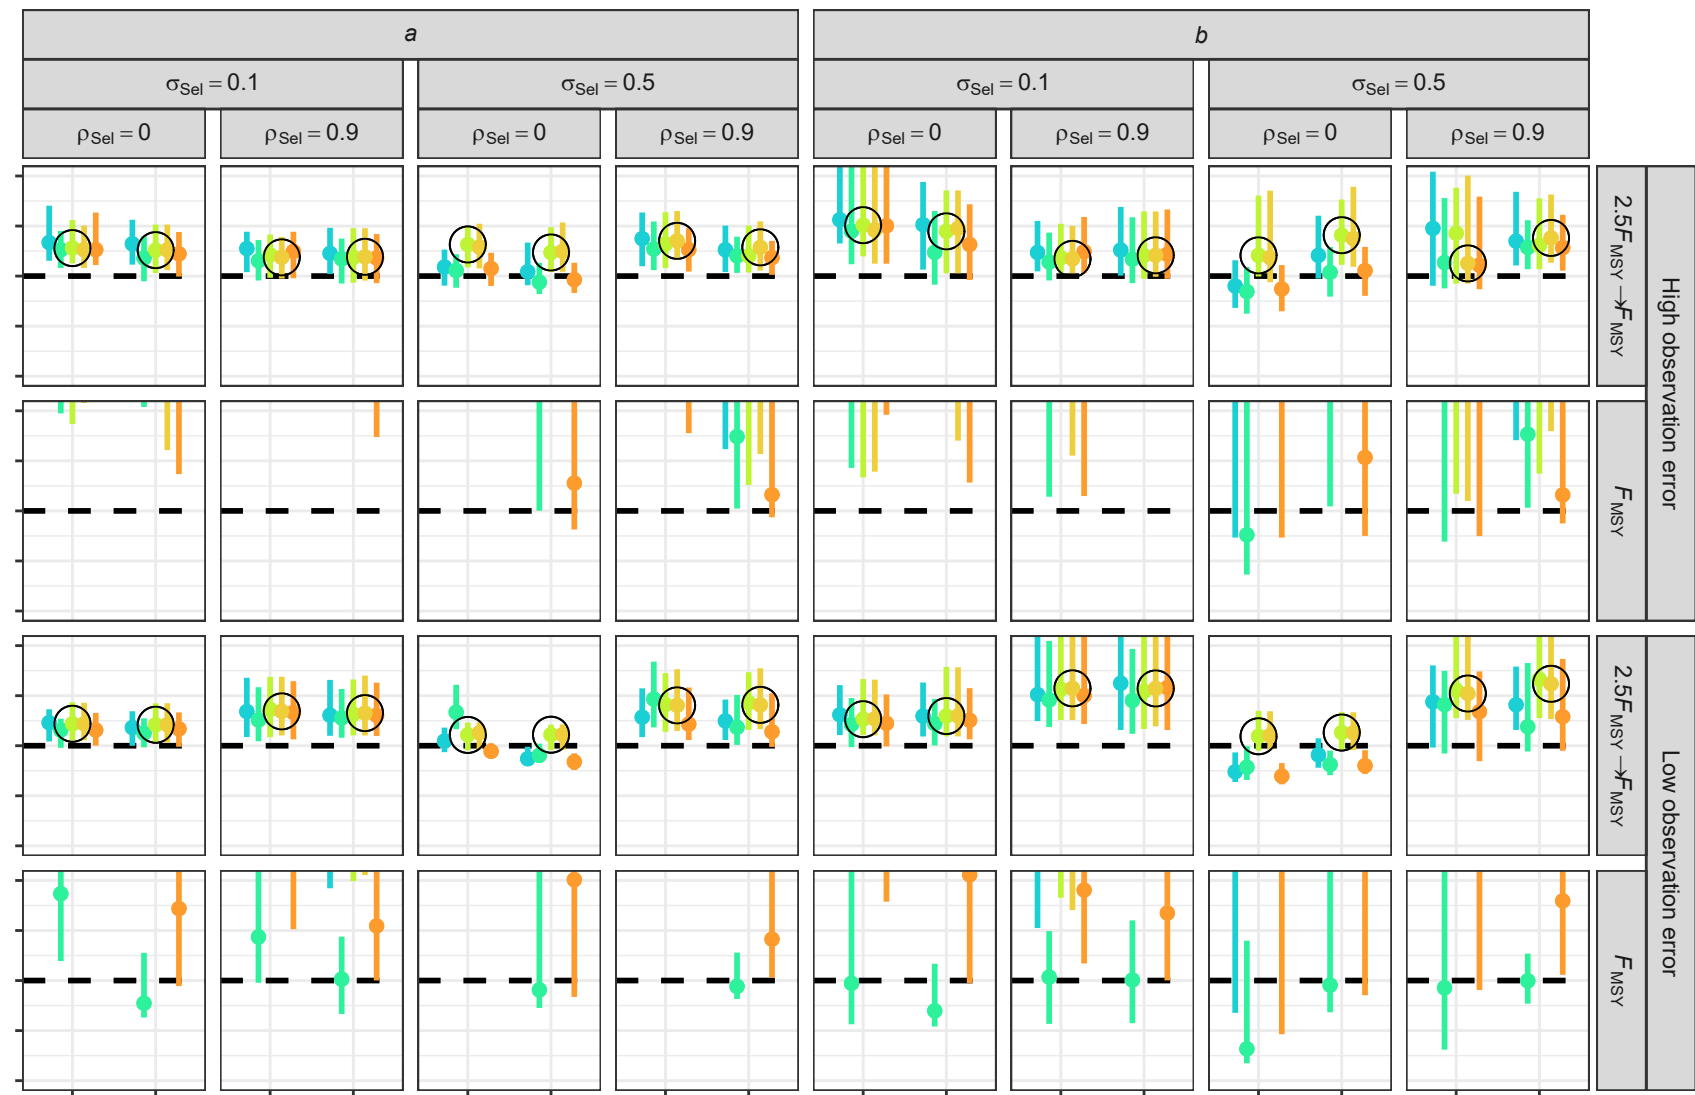 a b
σSel = 0.1 σSel = 0.5 σSel = 0.1 σSel = 0.5
ρSel = 0 ρSel = 0.9 ρSel = 0 ρSel = 0.9 ρSel = 0 ρSel = 0.9 ρSel = 0 ρSel = 0.9
2.5FMSY→FMSY
FMSY
High observation error
2.5FMSY→FMSY
FMSY
Low observation error